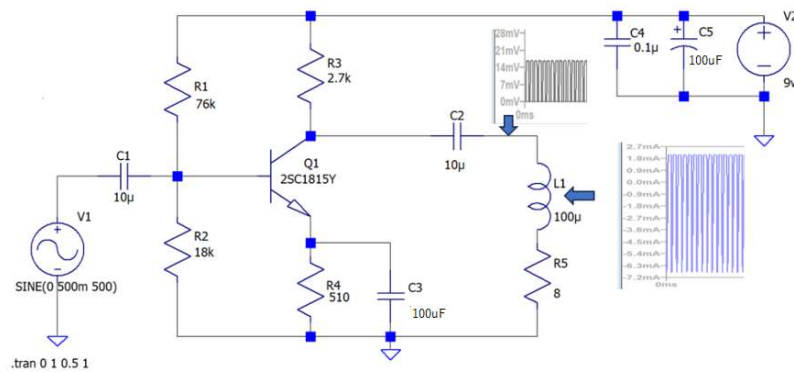 V2
28mV
21mV
14mV
7mV
0mV
0ms
C4
0.1µ
C5
100uF
R3
2.7k
R1
76k
C1
10µ
Q1
2SC1815Y
C2
10µ
L1
100µ
2.7mA
1.8mA
0.9mA
0.0mA
-0.9mA
-1.8mA
-2.7mA
-3.6mA
-4.5mA
-5.4mA
-6.3mA
-7.2mA
0ms
V1
SINE(0 500m 500)
R2
18k
R4
510
C3
100uF
R5
8
.tran 0 1 0.5 1